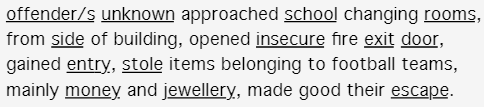 offender/s unknown approached school changing rooms,
from side of building, opened insecure fire exit door,
gained entry, stole items belonging to football teams,
mainly money and jewellery, made good their escape.